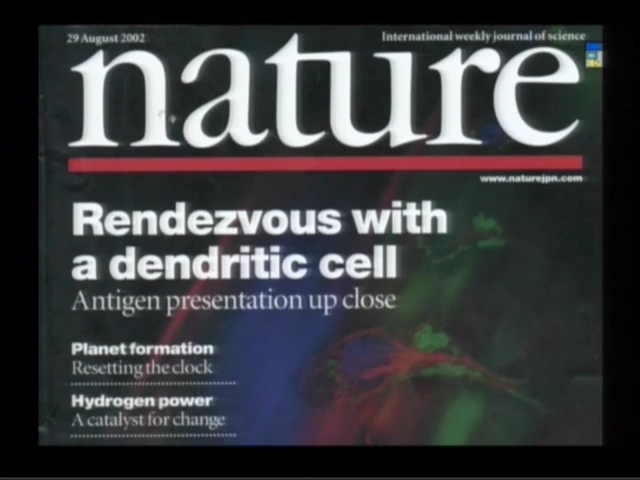 29 August 2002
International weekly journal of science
nature
www.naturejpn.com
Rendezvous with
a dendritic cell
Antigen presentation up close
Planet formation
Resetting the clock
Hydrogen power
A catalyst for change